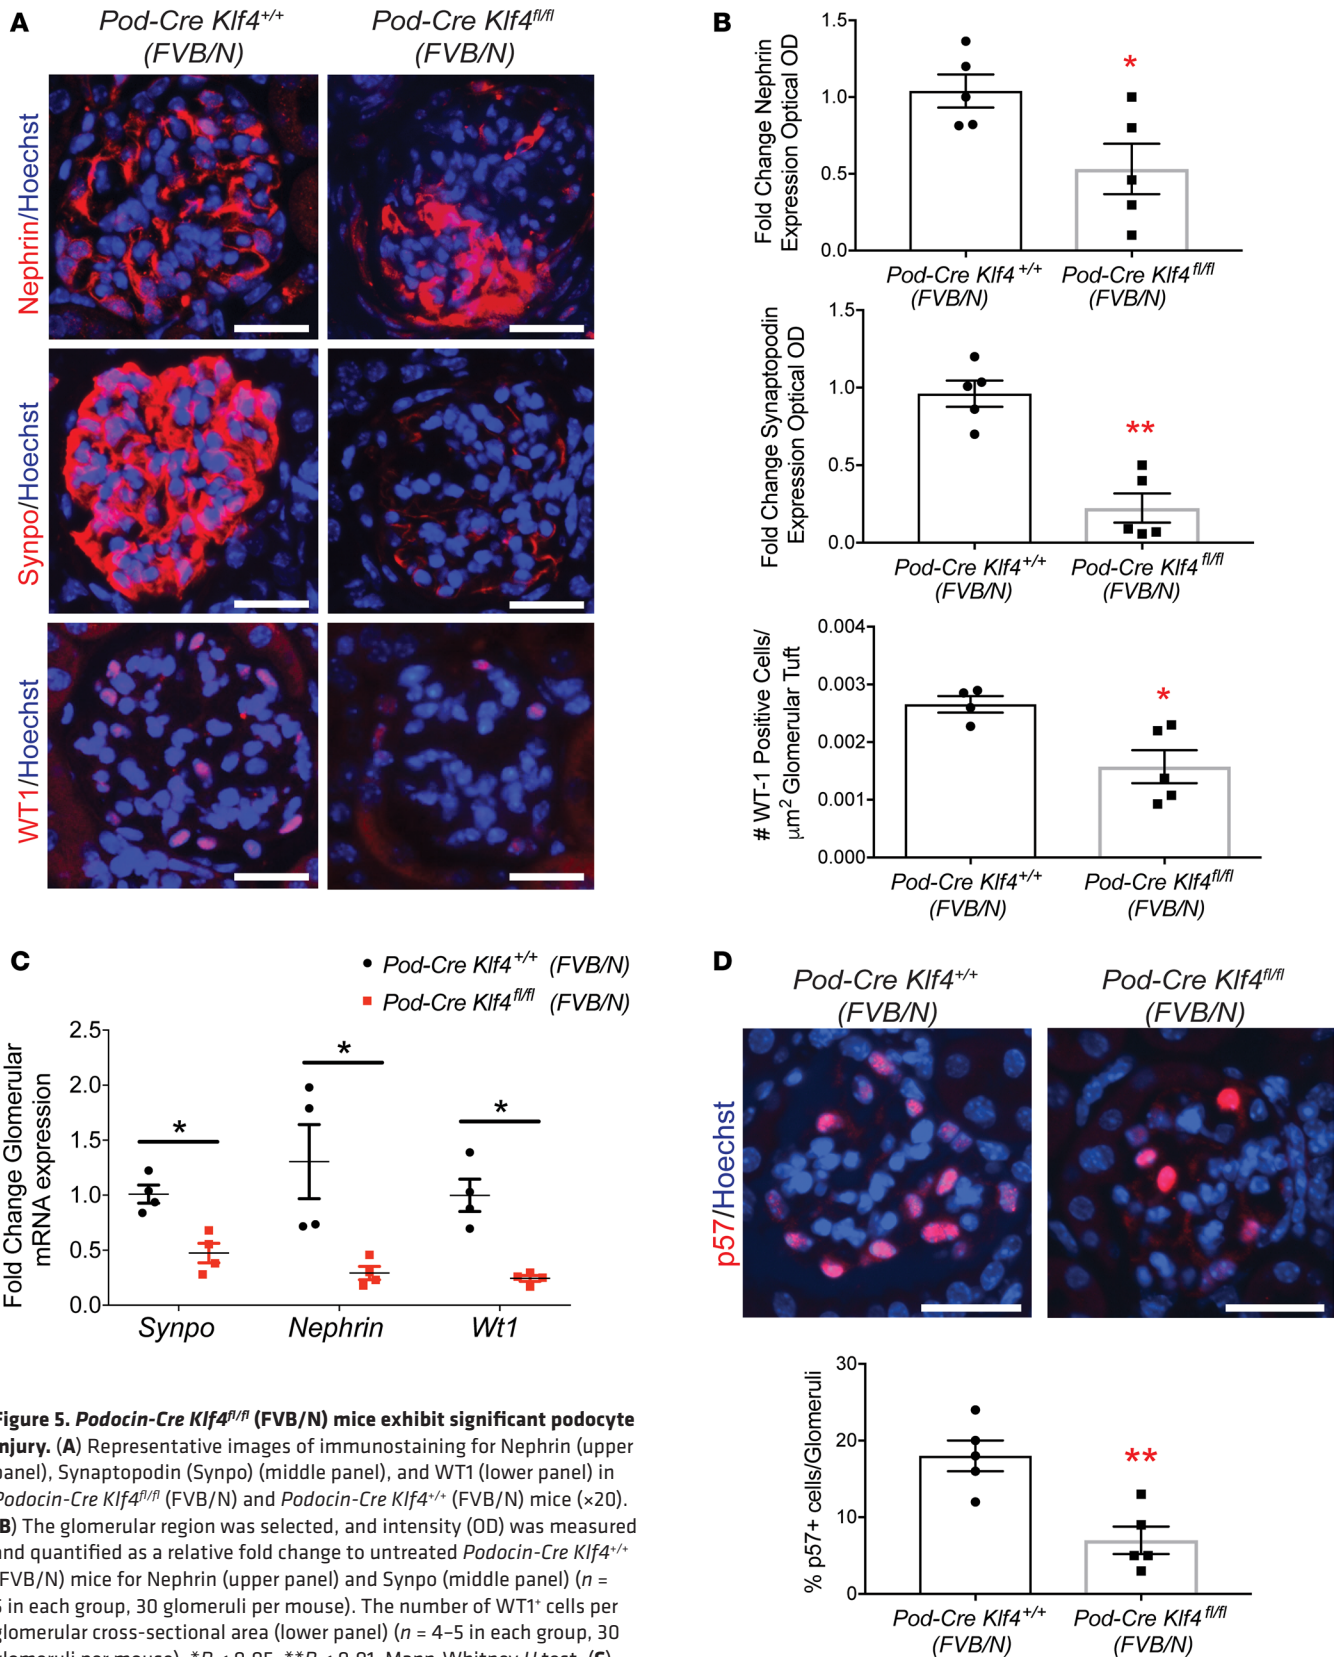 A
Pod-Cre Klf4+/+
(FVB/N)
Pod-Cre Klf4fl/fl
(FVB/N)
Nephrin/Hoechst
Synpo/Hoechst
WT1/Hoechst
B
Fold Change Nephrin
Expression Optical OD
1.5
1.0
0.5
0.0
*
Pod-Cre Klf4 +/+
(FVB/N)
Pod-Cre Klf4 fl/fl
(FVB/N)
Fold Change Synaptopodin
Expression Optical OD
1.5
1.0
0.5
0.0
**
Pod-Cre Klf4+/+
(FVB/N)
Pod-Cre Klf4 fl/fl
(FVB/N)
# WT-1 Positive Cells/
μm2 Glomerular Tuft
0.004
0.003
0.002
0.001
0.000
*
Pod-Cre Klf4+/+
(FVB/N)
Pod-Cre Klf4fl/fl
(FVB/N)
C
Pod-Cre Klf4 +/+ (FVB/N)
Pod-Cre Klf4 fl/fl (FVB/N)
Fold Change Glomerular
mRNA expression
2.5
2.0
1.5
1.0
0.5
0.0
*
*
*
Synpo
Nephrin
Wt1
D
Pod-Cre Klf4+/+
(FVB/N)
Pod-Cre Klf4fl/fl
(FVB/N)
p57/Hoechst
% p57+ cells/Glomeruli
30
20
10
0
**
Pod-Cre Klf4+/+
(FVB/N)
Pod-Cre Klf4 fl/fl
(FVB/N)
Figure 5. Podocin-Cre Klf4fl/fl (FVB/N) mice exhibit significant podocyte
injury. (A) Representative images of immunostaining for Nephrin (upper
panel), Synaptopodin (Synpo) (middle panel), and WT1 (lower panel) in
Podocin-Cre Klf4fl/fl (FVB/N) and Podocin-Cre Klf4+/+ (FVB/N) mice (×20).
(B) The glomerular region was selected, and intensity (OD) was measured
and quantified as a relative fold change to untreated Podocin-Cre Klf4+/+
(FVB/N) mice for Nephrin (upper panel) and Synpo (middle panel) (n =
5 in each group, 30 glomeruli per mouse). The number of WT1+ cells per
glomerular cross-sectional area (lower panel) (n = 4–5 in each group, 30